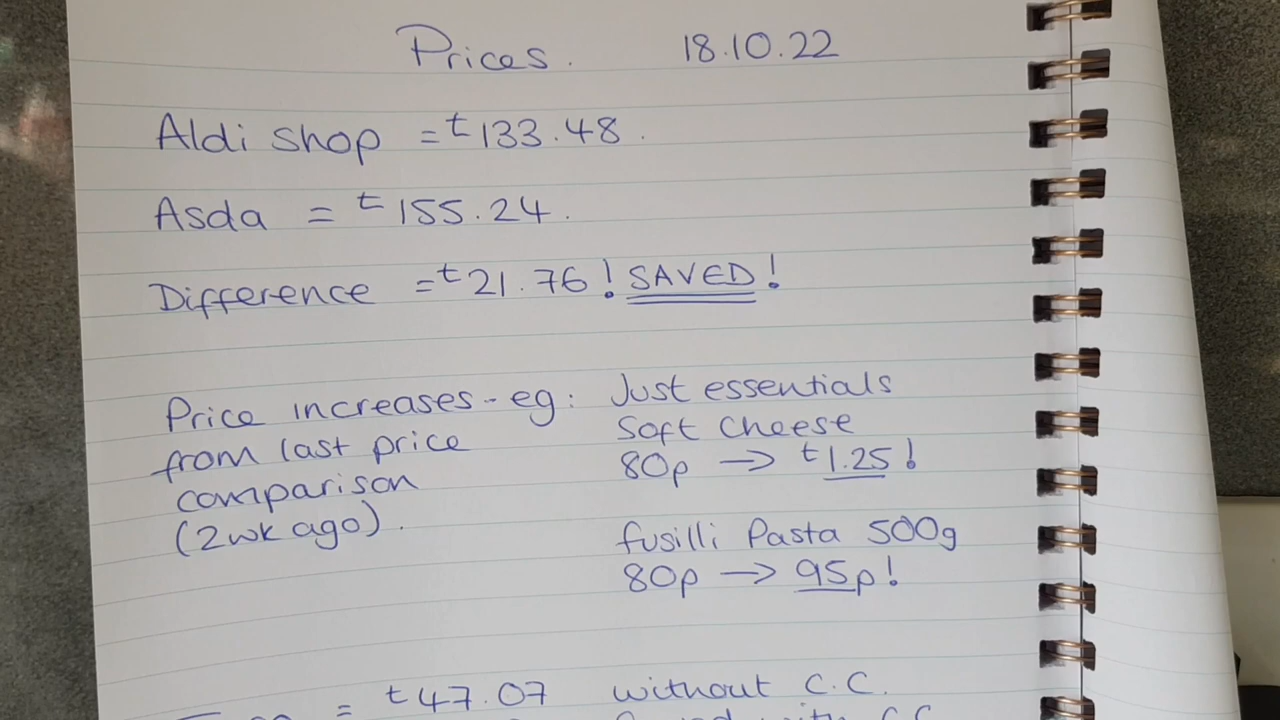 Prices. 18.10.22
Aldi shop = £133.48.
Asda = £155.24.
Difference = £21.76! SAVED!
Price increases - eg: Just essentials
from last price Soft Cheese
comparison 80p → £1.25!
(2wk ago).
fusilli Pasta 500g
80p → 95p!
= £47.07 without C.C.
with CC